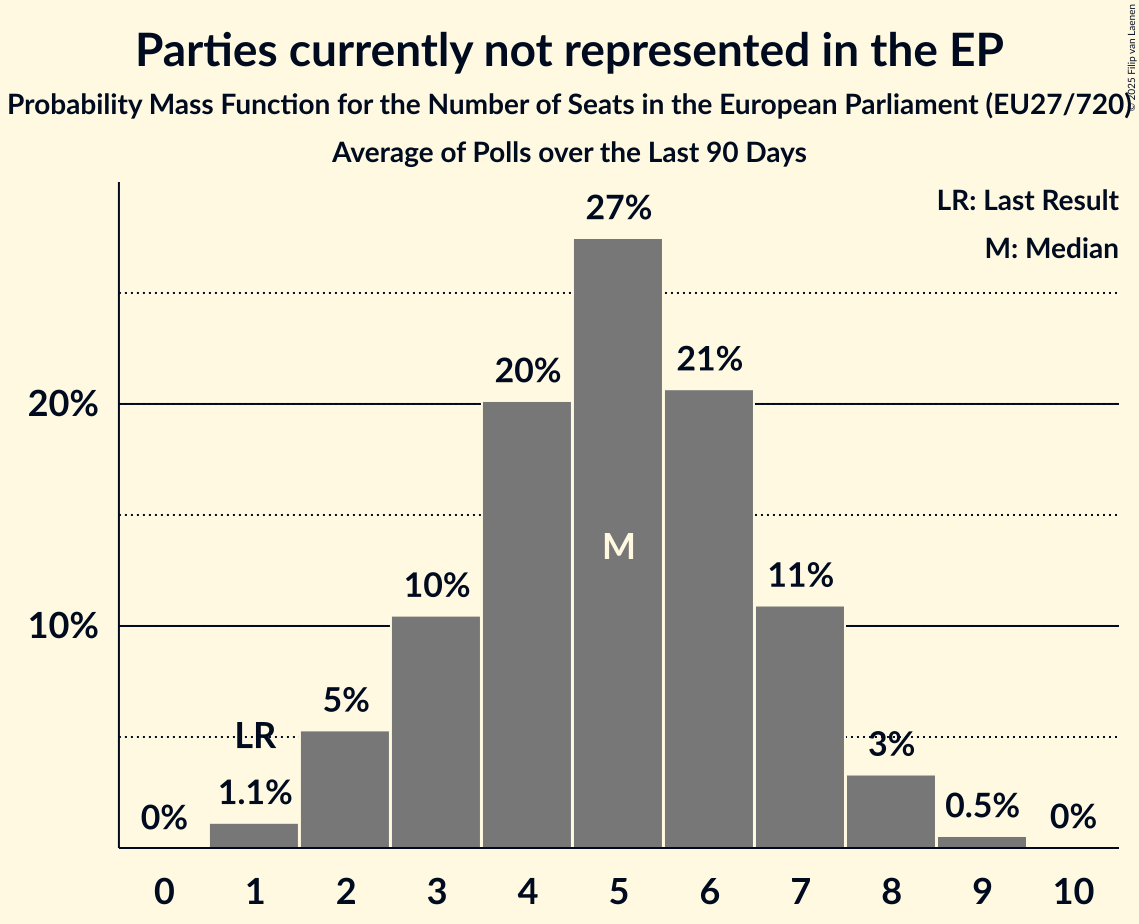 Parties currently not represented in the EP
Probability Mass Function for the Number of Seats in the European Parliament (EU27/720)
Average of Polls over the Last 90 Days
© 2025 Filip van Laenen
LR: Last Result
M: Median
27%
20%
21%
20%
M
10%
11%
10%
5%
LR
3%
1.1%
0.5%
0%
0%
0 1 2 3 4 5 6 7 8 9 10